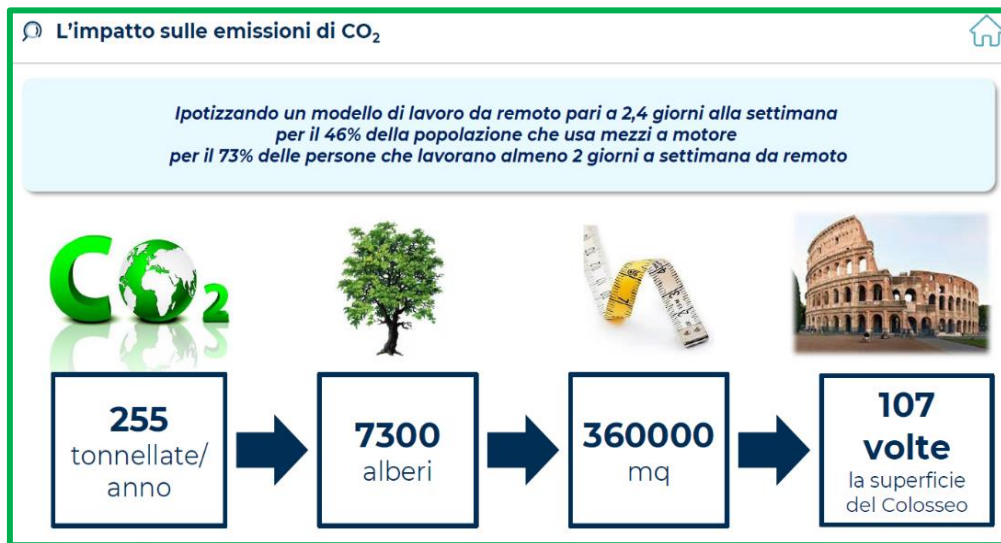 L'impatto sulle emissioni di CO₂
Ipotizzando un modello di lavoro da remoto pari a 2,4 giorni alla settimana
per il 46% della popolazione che usa mezzi a motore
per il 73% delle persone che lavorano almeno 2 giorni a settimana da remoto
CO₂
255
tonnellate/
anno
7300
alberi
360000
mq
107
volte
la superficie
del Colosseo